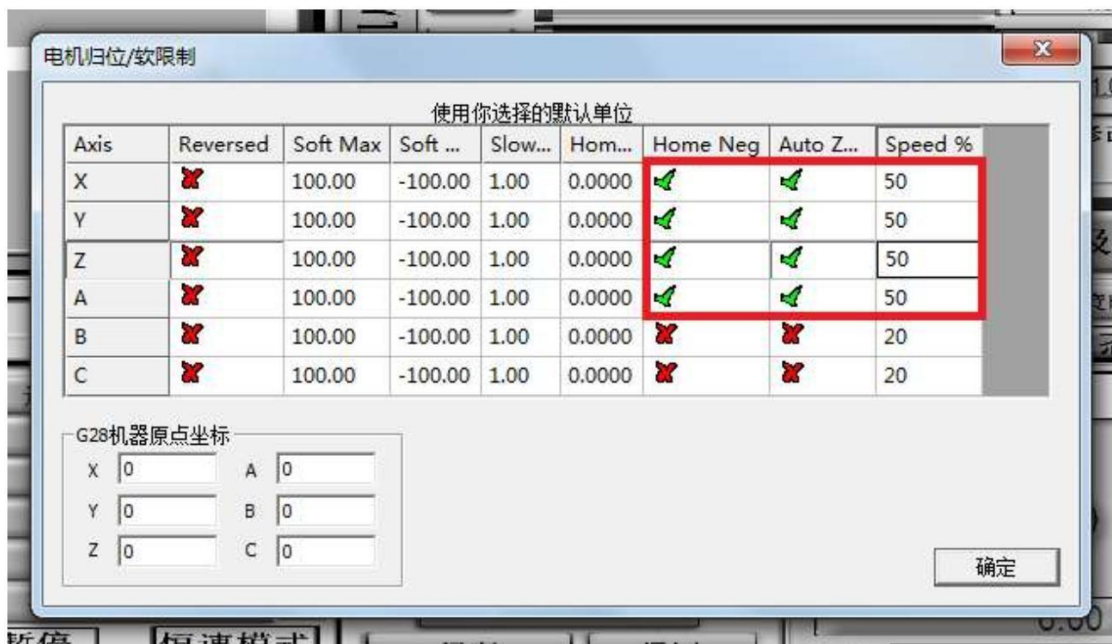 电机归位/软限制
使用你选择的默认单位
Axis Reversed Soft Max Soft ... Slow... Hom... Home Neg Auto Z... Speed %
X 100.00 -100.00 1.00 0.0000 50
Y 100.00 -100.00 1.00 0.0000 50
Z 100.00 -100.00 1.00 0.0000 50
A 100.00 -100.00 1.00 0.0000 50
B 100.00 -100.00 1.00 0.0000 20
C 100.00 -100.00 1.00 0.0000 20
G28机器原点坐标
X 0 A 0
Y 0 B 0
Z 0 C 0
确定
0.00
暂停 恒速模式